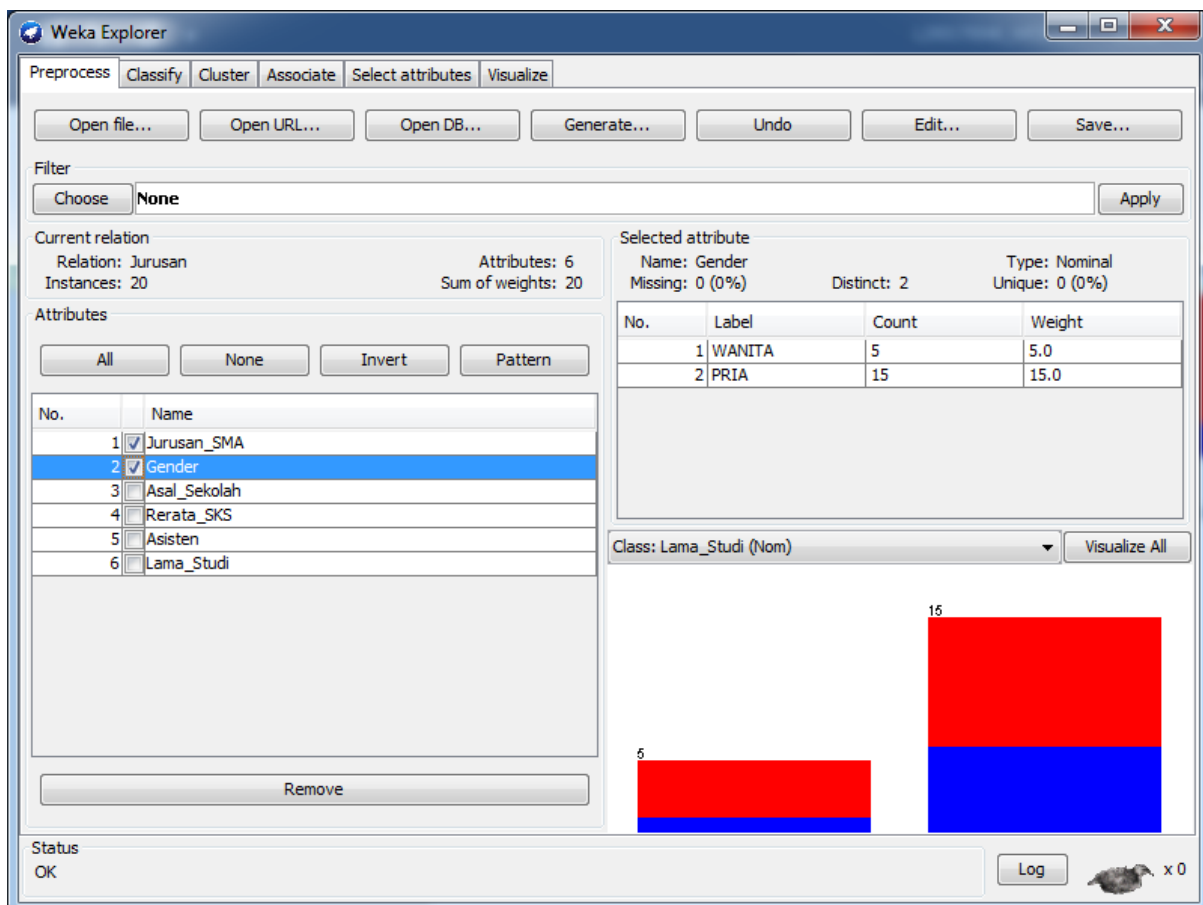 Weka Explorer
Preprocess Classify Cluster Associate Select attributes Visualize
Open file... Open URL... Open DB... Generate... Undo Edit... Save...
Filter
Choose None Apply
Current relation
Relation: Jurusan Attributes: 6
Instances: 20 Sum of weights: 20
Selected attribute
Name: Gender Type: Nominal
Missing: 0 (0%) Distinct: 2 Unique: 0 (0%)
Attributes
All None Invert Pattern
No. Name
1 Jurusan_SMA
2 Gender
3 Asal_Sekolah
4 Rerata_SKS
5 Asisten
6 Lama_Studi
Remove
No. Label Count Weight
1 WANITA 5 5.0
2 PRIA 15 15.0
Class: Lama_Studi (Nom) Visualize All
5
15
Status
OK
Log x 0